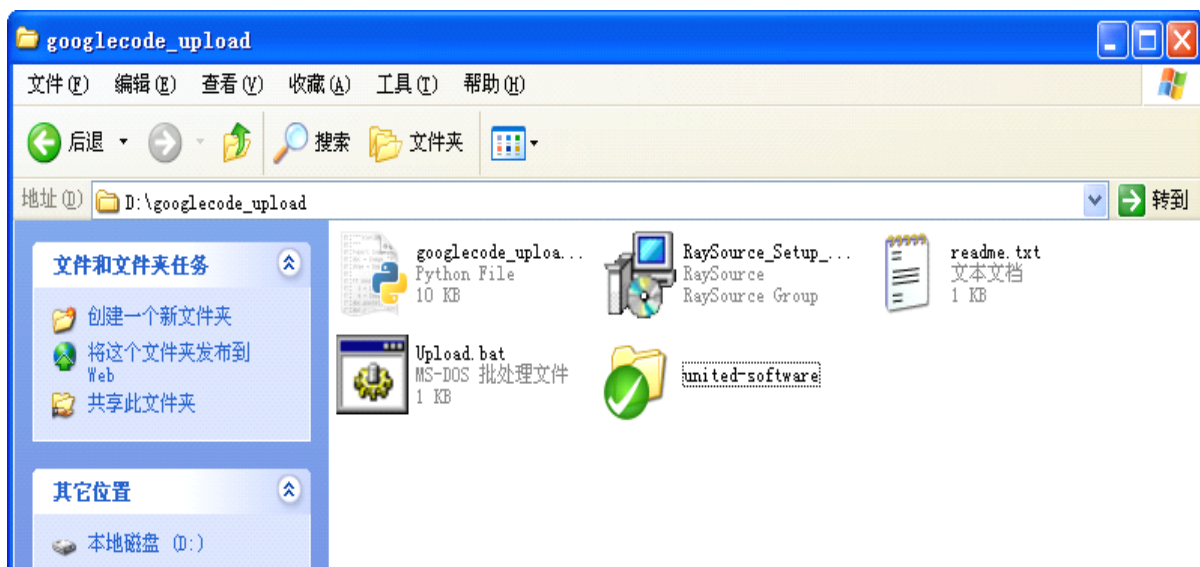 googlecode_upload
文件(F) 编辑(E) 查看(V) 收藏(A) 工具(T) 帮助(H)
后退 搜索 文件夹
地址(D) D:\googlecode_upload 转到
文件和文件夹任务
创建一个新文件夹
将这个文件夹发布到
Web
共享此文件夹
其它位置
本地磁盘 (D:)
googlecode_uploa...
Python File
10 KB
RaySource_Setup_...
RaySource
RaySource Group
readme.txt
文本文档
1 KB
Upload.bat
MS-DOS 批处理文件
1 KB
united-software